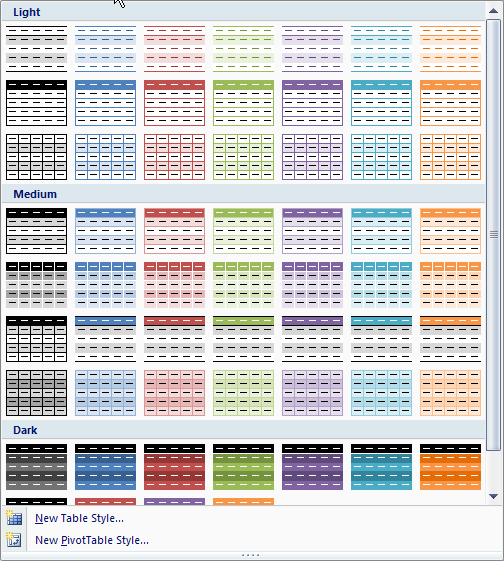 Light
Medium
Dark
New Table Style...
New PivotTable Style...